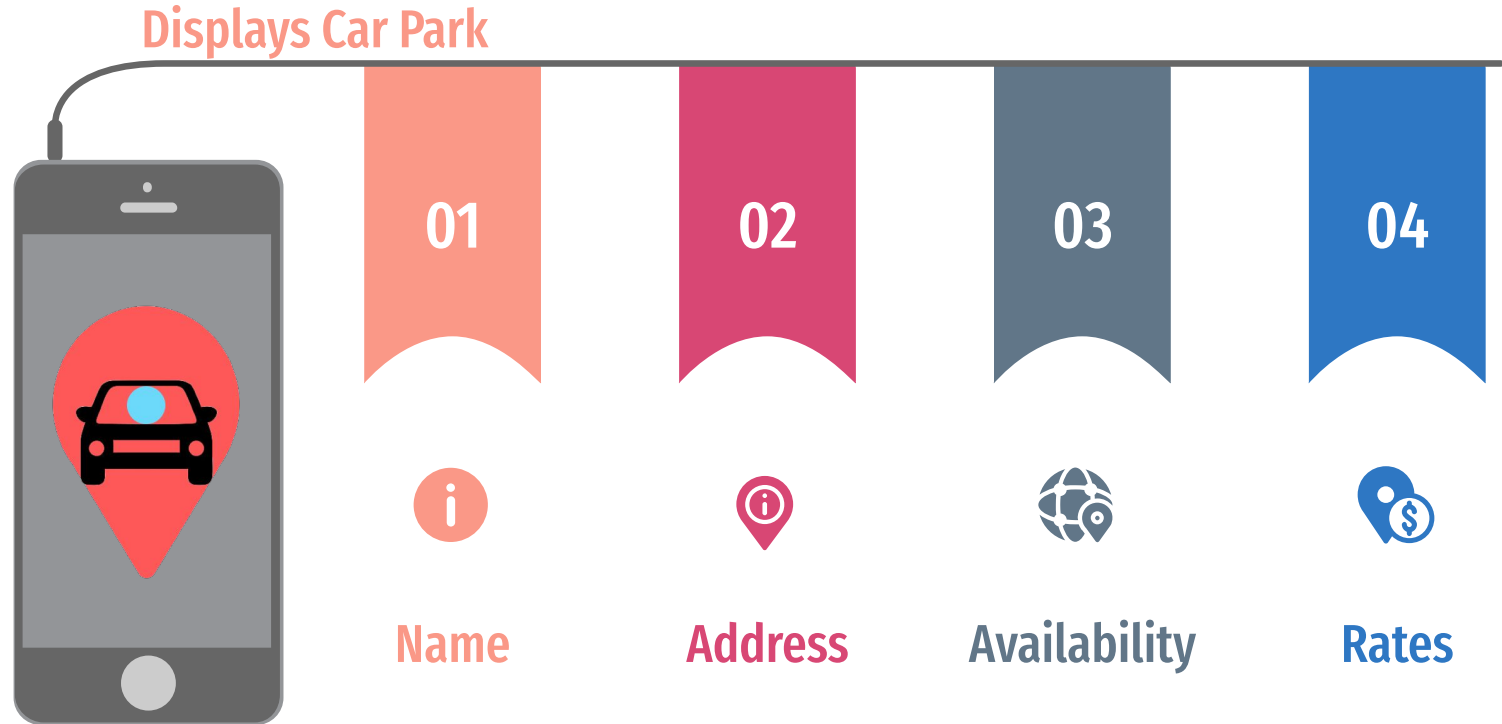 Displays Car Park
01
02
03
04
Name
Address
Availability
Rates